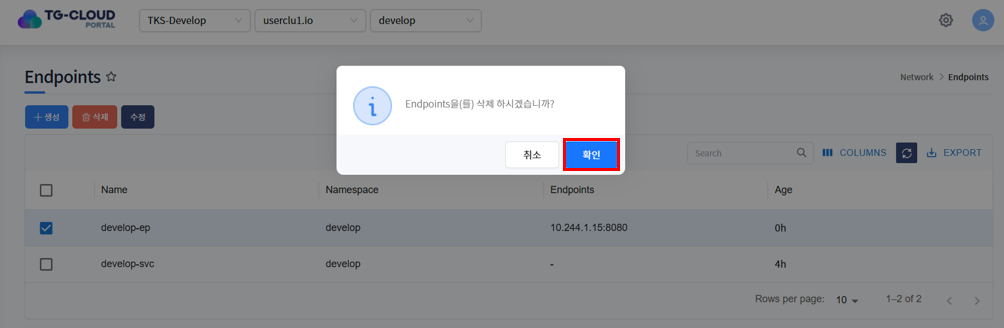 TG-CLOUD
PORTAL
TKS-Develop
userclu1.io
develop
Endpoints
Network > Endpoints
Endpoints을(를) 삭제 하시겠습니까?
취소
확인
+ 생성
삭제
수정
Search
COLUMNS
EXPORT
Name Namespace Endpoints Age
develop-ep develop 10.244.1.15:8080 0h
develop-svc develop - 4h
Rows per page: 10 1–2 of 2